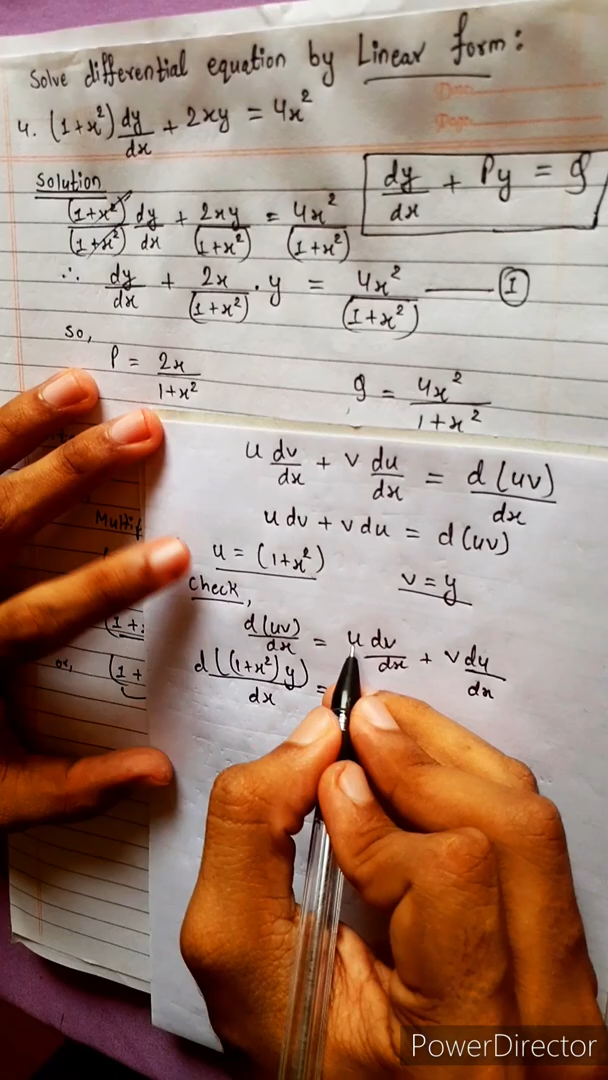 Solve differential equation by Linear form:
Date
Page
4. (1+x²) dy/dx + 2xy = 4x²
Solution
dy/dx + Py = Q
(1+x²)/(1+x²) dy/dx + 2xy/(1+x²) = 4x²/(1+x²)
∴ dy/dx + 2x/(1+x²) . y = 4x²/(1+x²) —— ①
so,
P = 2x/1+x²    Q = 4x²/1+x²
u dv/dx + v du/dx = d(uv)/dx
u dv + v du = d(uv)
u = (1+x²)    v = y
Check,
d(uv)/dx = u dv/dx + v du/dx
d((1+x²)y)/dx =
or,
PowerDirector